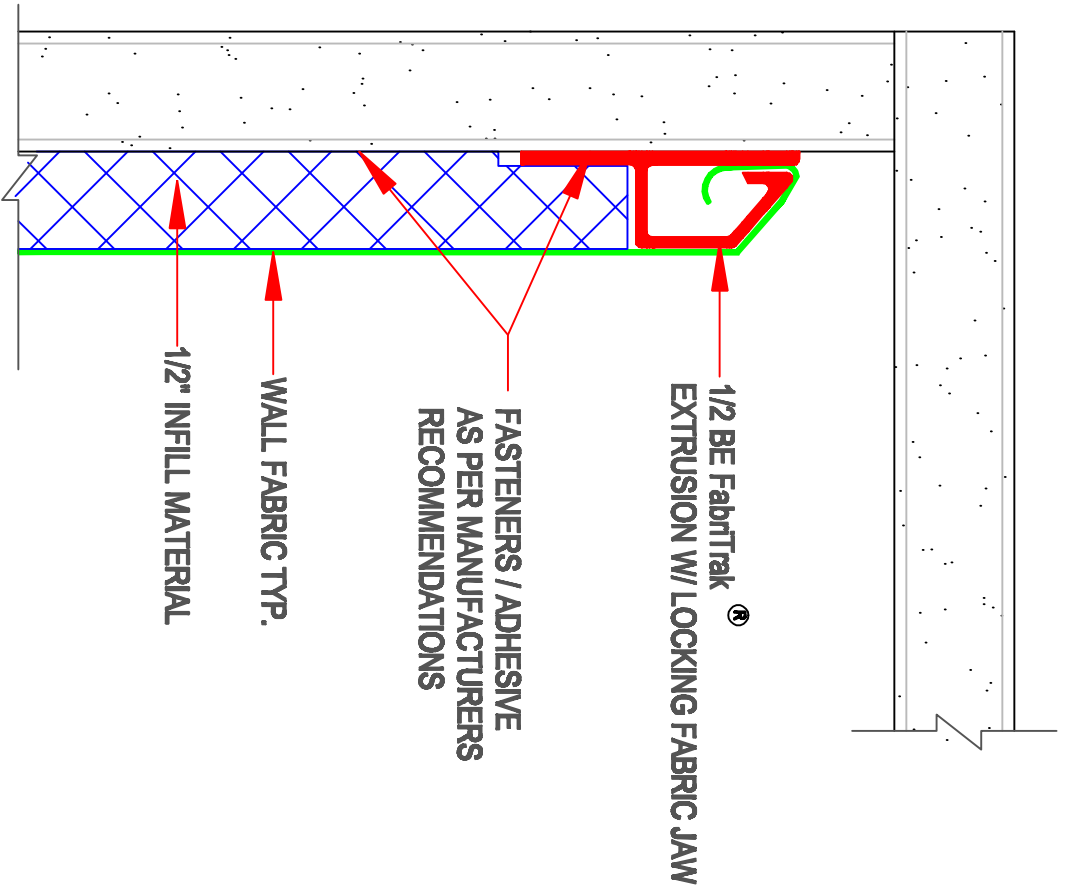 1/2 BE FabriTrak ®
EXTRUSION W/ LOCKING FABRIC JAW
FASTENERS / ADHESIVE
AS PER MANUFACTURERS
RECOMMENDATIONS
WALL FABRIC TYP.
1/2" INFILL MATERIAL